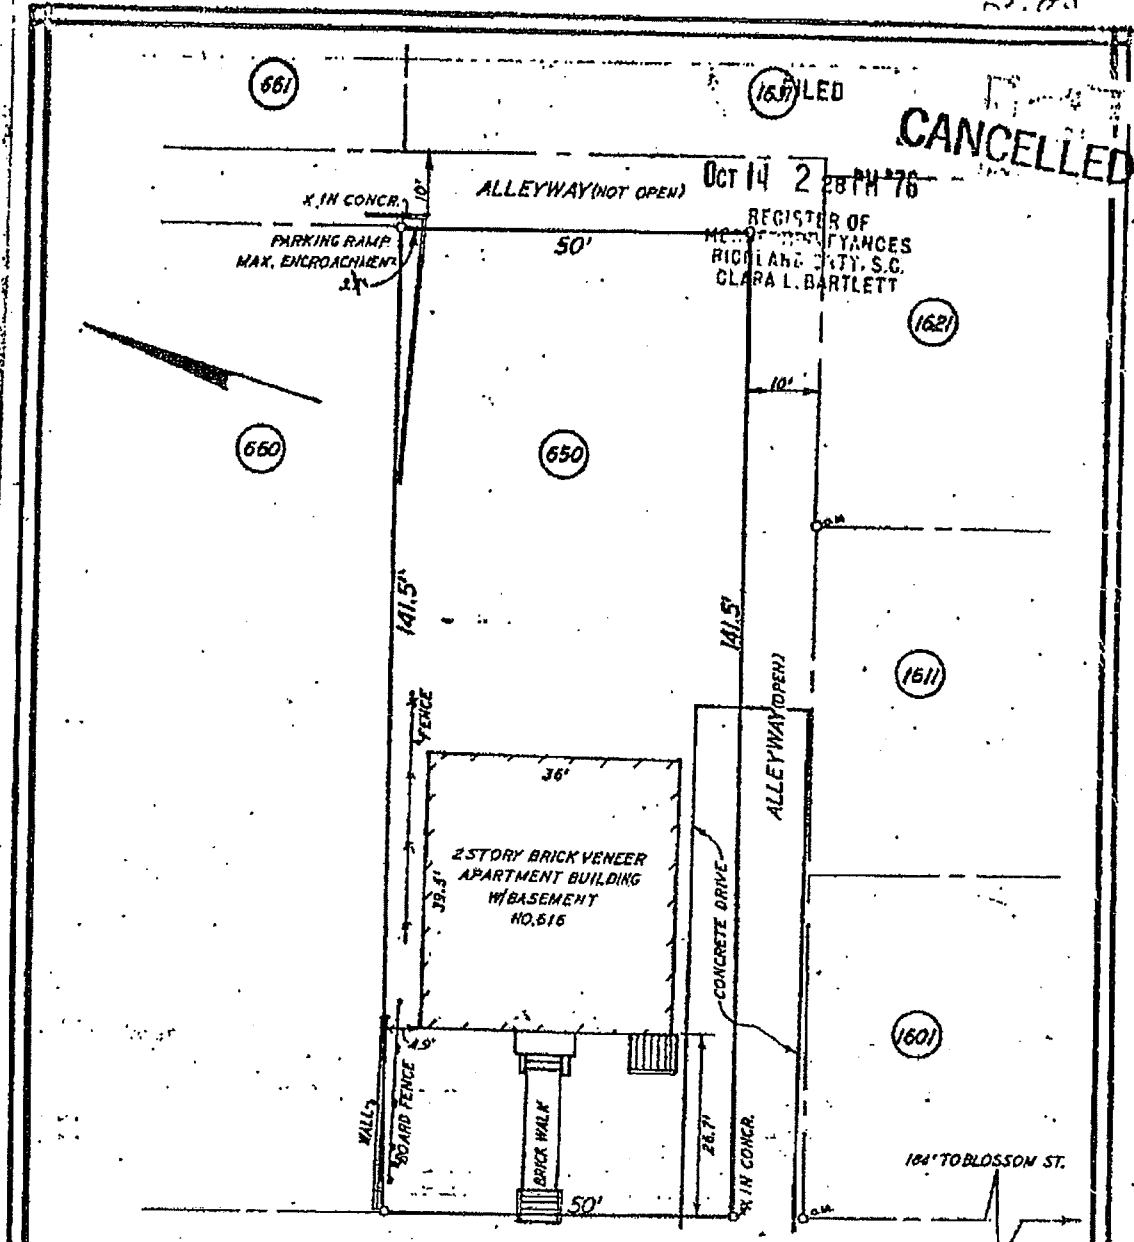 661
1631
FILED
CANCELLED
OCT 14 2 28 PM '76
ALLEYWAY (NOT OPEN)
10'
X IN CONCR.
REGISTER OF
CLARA L. BARTLETT
PARKING RAMP
MAX. ENCROACHMENT
50'
1621
10'
660
650
O.M.
141.5'
141.5'
1611
ALLEYWAY (OPEN)
FENCE
36'
2 STORY BRICK VENEER
APARTMENT BUILDING
W/BASEMENT
NO. 616
39.5'
CONCRETE DRIVE
1601
4.9'
BOARD FENCE
WALL
BRICK WALK
26.7'
X IN CONCR.
TO BLOSSOM ST.
50'
O.M.